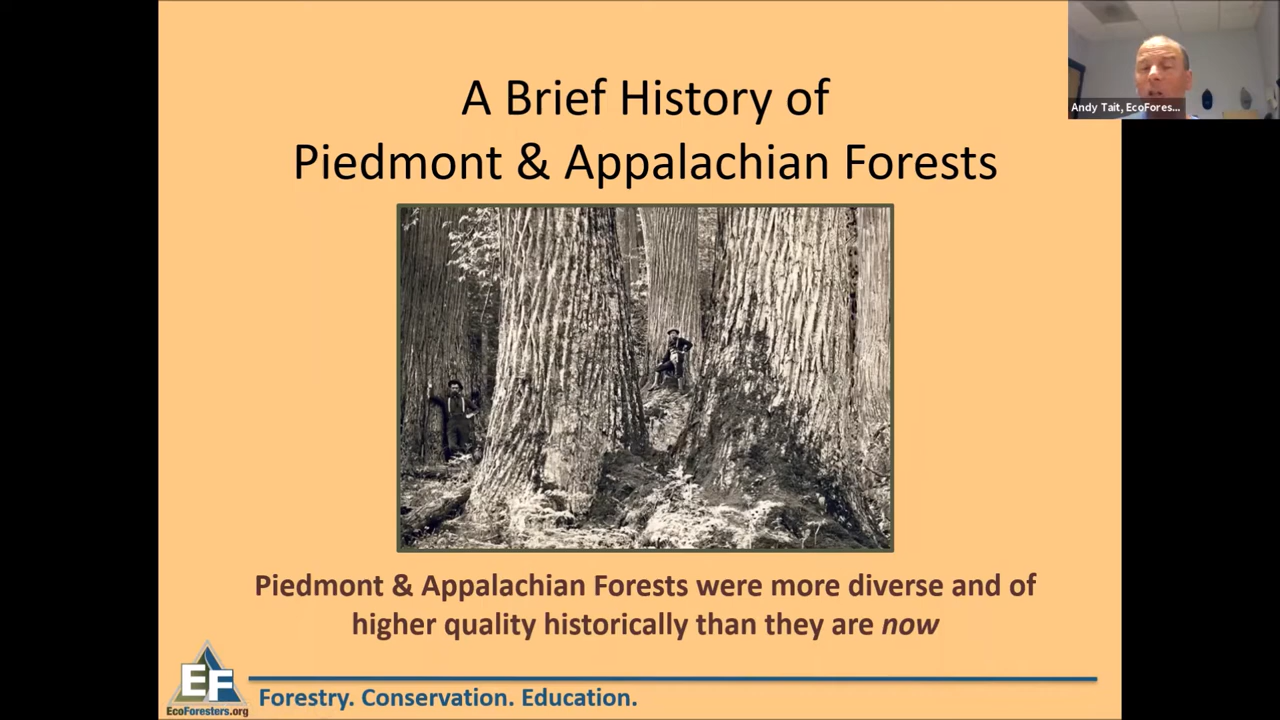 A Brief History of
Piedmont & Appalachian Forests
Andy Tait, EcoFores...
Piedmont & Appalachian Forests were more diverse and of
higher quality historically than they are now
EF
EcoForesters.org
Forestry. Conservation. Education.